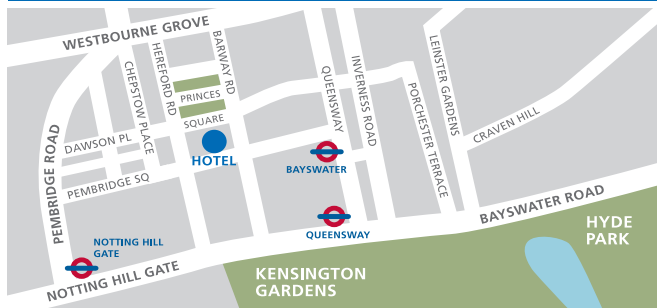 WESTBOURNE GROVE
CHEPSTOW PLACE
HEREFORD RD
BARWAY RD
PRINCES
SQUARE
QUEENSWAY
INVERNESS ROAD
PORCHESTER TERRACE
LEINSTER GARDENS
CRAVEN HILL
PEMBRIDGE ROAD
DAWSON PL
HOTEL
BAYSWATER
PEMBRIDGE SQ
QUEENSWAY
BAYSWATER ROAD
NOTTING HILL
GATE
NOTTING HILL GATE
KENSINGTON
GARDENS
HYDE
PARK